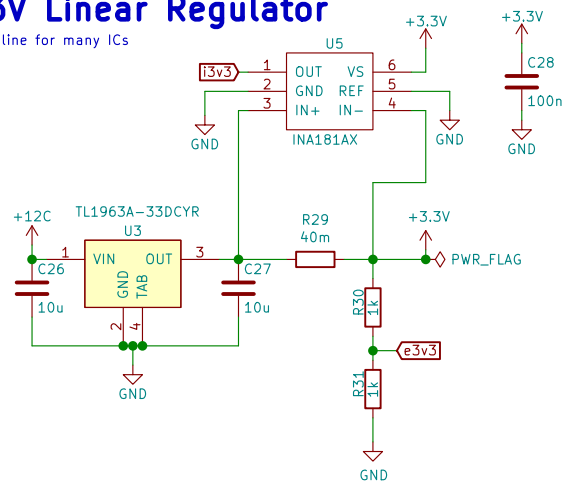 3V Linear Regulator
line for many ICs
+3.3V
+3.3V
U5
i3v3
1
OUT
VS
6
2
GND
REF
5
3
IN+
IN-
4
INA181AX
GND
GND
C28
100n
GND
TL1963A-33DCYR
U3
+12C
1
VIN
OUT
3
GND
TAB
2
4
C26
10u
C27
10u
GND
R29
40m
+3.3V
PWR_FLAG
R30
1k
e3v3
R31
1k
GND